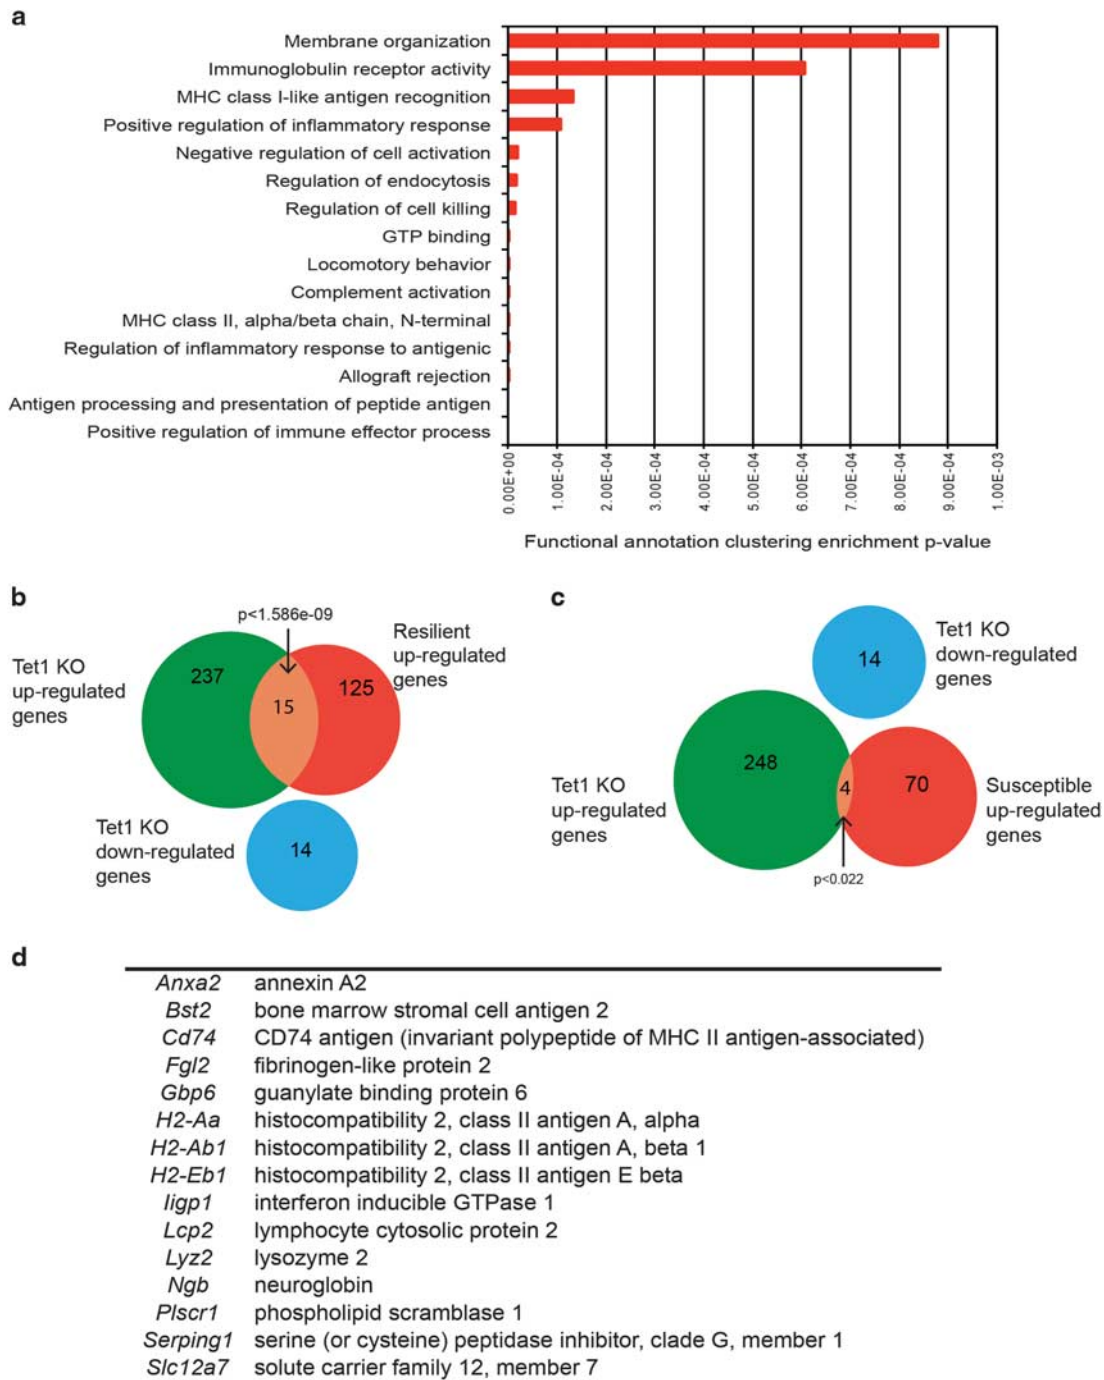 a
Membrane organization
Immunoglobulin receptor activity
MHC class I-like antigen recognition
Positive regulation of inflammatory response
Negative regulation of cell activation
Regulation of endocytosis
Regulation of cell killing
GTP binding
Locomotory behavior
Complement activation
MHC class II, alpha/beta chain, N-terminal
Regulation of inflammatory response to antigenic
Allograft rejection
Antigen processing and presentation of peptide antigen
Positive regulation of immune effector process
0.00E+00
1.00E-04
2.00E-04
3.00E-04
4.00E-04
5.00E-04
6.00E-04
7.00E-04
8.00E-04
9.00E-04
1.00E-03
Functional annotation clustering enrichment p-value
b
p<1.586e-09
Tet1 KO
up-regulated
genes
237
15
125
Resilient
up-regulated
genes
Tet1 KO
down-regulated
genes
14
c
14
Tet1 KO
down-regulated
genes
Tet1 KO
up-regulated
genes
248
4
70
Susceptible
up-regulated
genes
p<0.022
d
Anxa2 annexin A2
Bst2 bone marrow stromal cell antigen 2
Cd74 CD74 antigen (invariant polypeptide of MHC II antigen-associated)
Fgl2 fibrinogen-like protein 2
Gbp6 guanylate binding protein 6
H2-Aa histocompatibility 2, class II antigen A, alpha
H2-Ab1 histocompatibility 2, class II antigen A, beta 1
H2-Eb1 histocompatibility 2, class II antigen E beta
Iigp1 interferon inducible GTPase 1
Lcp2 lymphocyte cytosolic protein 2
Lyz2 lysozyme 2
Ngb neuroglobin
Plscr1 phospholipid scramblase 1
Serping1 serine (or cysteine) peptidase inhibitor, clade G, member 1
Slc12a7 solute carrier family 12, member 7